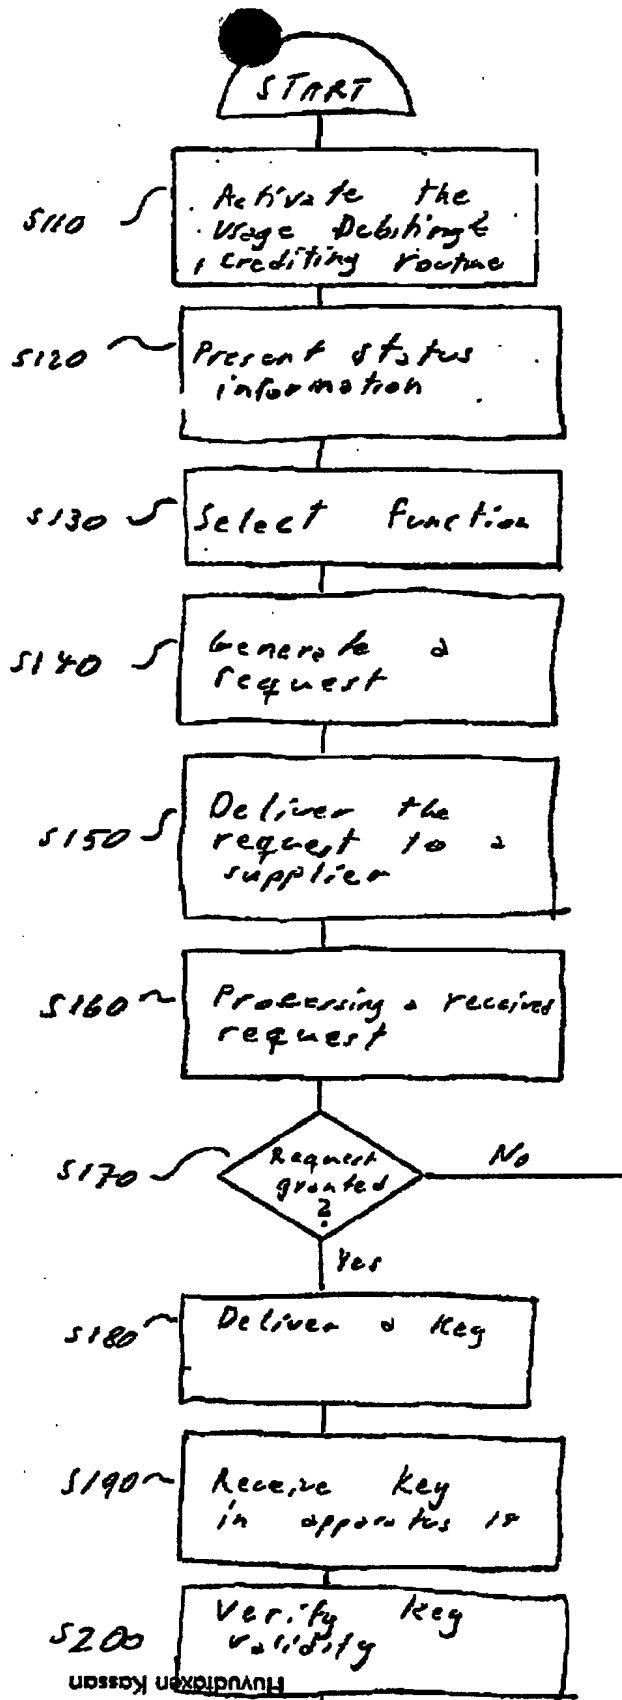 START
S110
Activate the
Usage Debiting &
crediting routine
S120
Present status
information
S130
Select function
S140
Generate a
request
S150
Deliver the
request to a
supplier
S160
Processing a received
request
S170
Request
granted
?
No
Yes
S180
Deliver a key
S190
Receive key
in apparatus
S200
Verify key
validity
Huvudfaxen Kassan